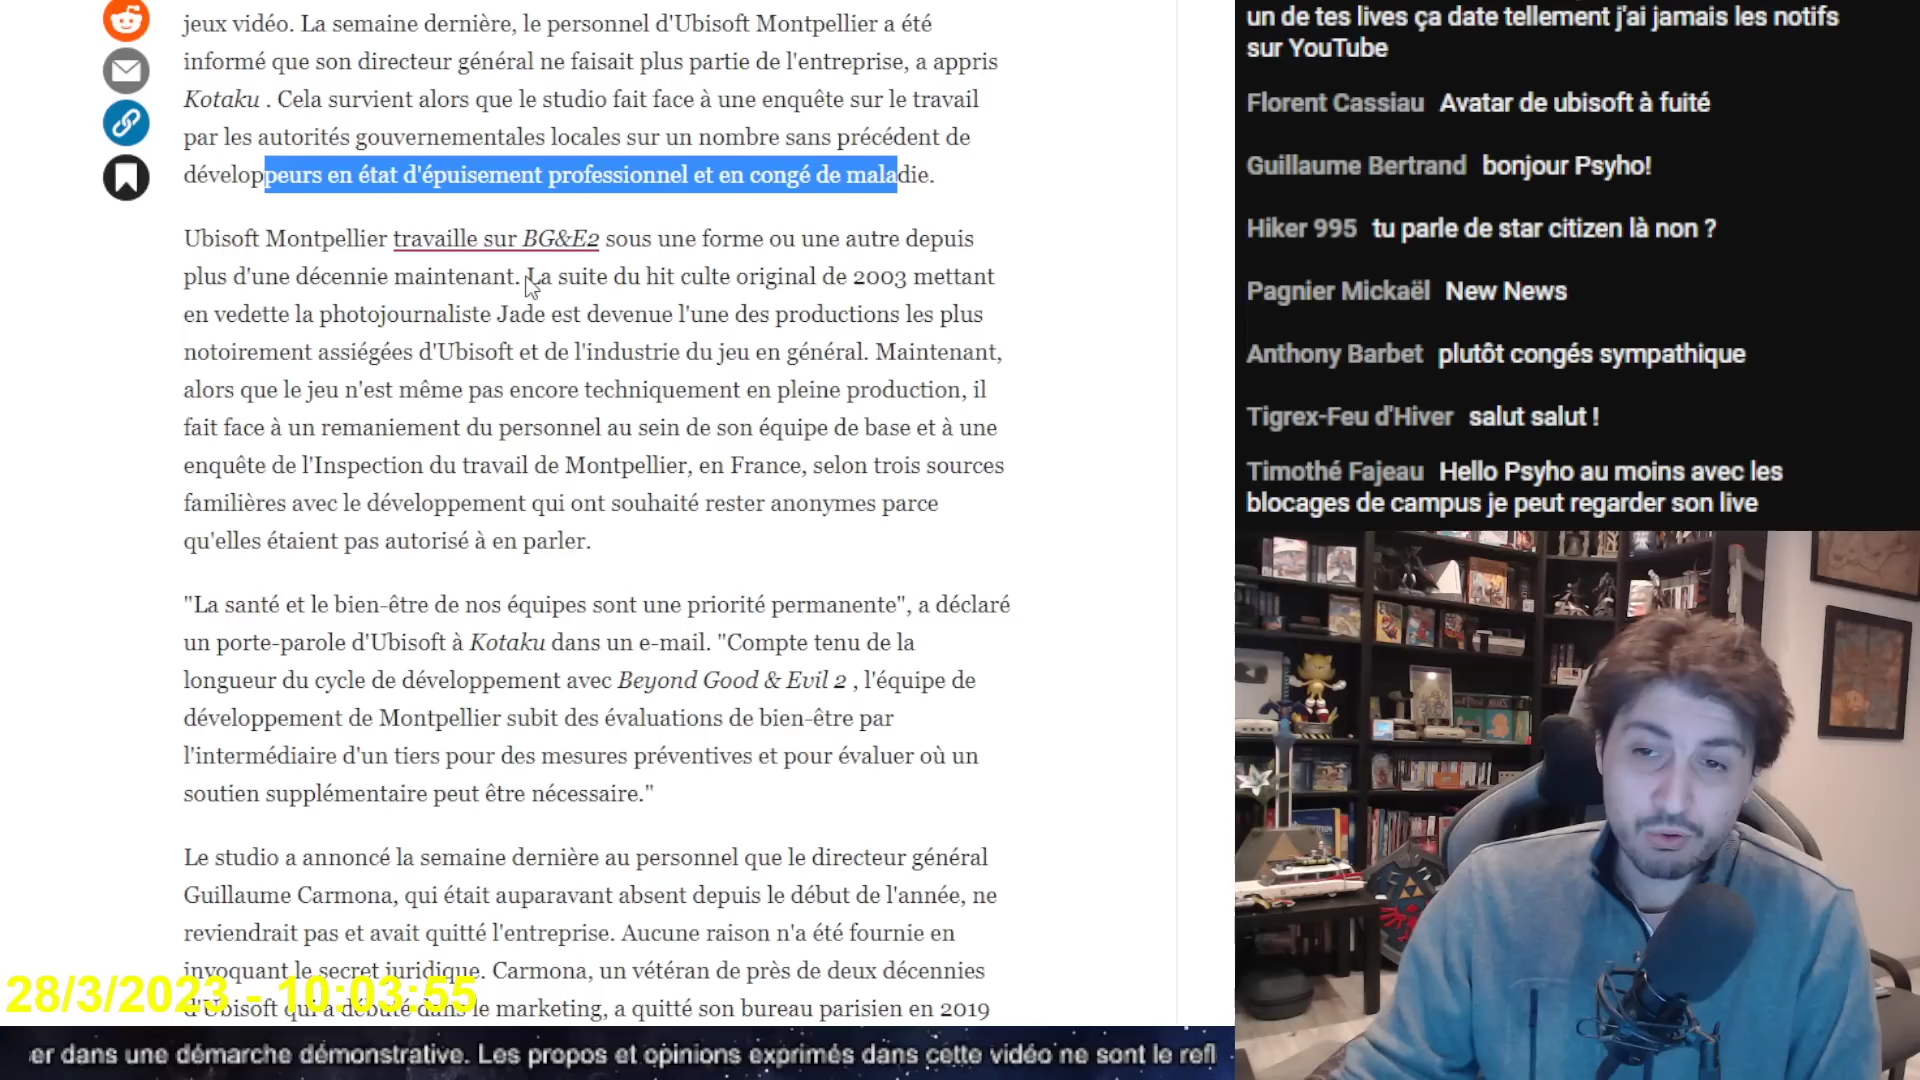 jeux vidéo. La semaine dernière, le personnel d'Ubisoft Montpellier a été
informé que son directeur général ne faisait plus partie de l'entreprise, a appris
Kotaku . Cela survient alors que le studio fait face à une enquête sur le travail
par les autorités gouvernementales locales sur un nombre sans précédent de
développeurs en état d'épuisement professionnel et en congé de maladie.
Ubisoft Montpellier travaille sur BG&E2 sous une forme ou une autre depuis
plus d'une décennie maintenant. La suite du hit culte original de 2003 mettant
en vedette la photojournaliste Jade est devenue l'une des productions les plus
notoirement assiégées d'Ubisoft et de l'industrie du jeu en général. Maintenant,
alors que le jeu n'est même pas encore techniquement en pleine production, il
fait face à un remaniement du personnel au sein de son équipe de base et à une
enquête de l'Inspection du travail de Montpellier, en France, selon trois sources
familières avec le développement qui ont souhaité rester anonymes parce
qu'elles étaient pas autorisé à en parler.
"La santé et le bien-être de nos équipes sont une priorité permanente", a déclaré
un porte-parole d'Ubisoft à Kotaku dans un e-mail. "Compte tenu de la
longueur du cycle de développement avec Beyond Good & Evil 2 , l'équipe de
développement de Montpellier subit des évaluations de bien-être par
l'intermédiaire d'un tiers pour des mesures préventives et pour évaluer où un
soutien supplémentaire peut être nécessaire."
Le studio a annoncé la semaine dernière au personnel que le directeur général
Guillaume Carmona, qui était auparavant absent depuis le début de l'année, ne
reviendrait pas et avait quitté l'entreprise. Aucune raison n'a été fournie en
invoquant le secret juridique. Carmona, un vétéran de près de deux décennies
d'Ubisoft qui a débuté dans le marketing, a quitté son bureau parisien en 2019
28/3/2023 - 10:03:55
er dans une démarche démonstrative. Les propos et opinions exprimés dans cette vidéo ne sont le refl
un de tes lives ça date tellement j'ai jamais les notifs
sur YouTube
Florent Cassiau Avatar de ubisoft à fuité
Guillaume Bertrand bonjour Psyho!
Hiker 995 tu parle de star citizen là non ?
Pagnier Mickaël New News
Anthony Barbet plutôt congés sympathique
Tigrex-Feu d'Hiver salut salut !
Timothé Fajeau Hello Psyho au moins avec les
blocages de campus je peut regarder son live